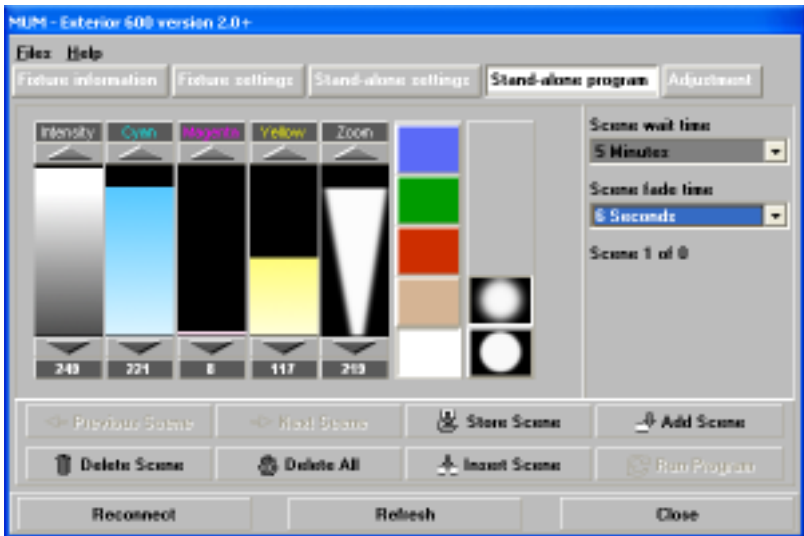 MUM - Exterior 600 version 2.0+
Files Help
Fixture information Fixture settings Stand-alone settings Stand-alone program Adjustment
Intensity Cyan Magenta Yellow Zoom
Scene wait time
5 Minutes
Scene fade time
6 Seconds
Scene 1 of 0
221 117 219
Previous Scene Next Scene Store Scene Add Scene
Delete Scene Delete All Insert Scene Run Program
Reconnect Refresh Close